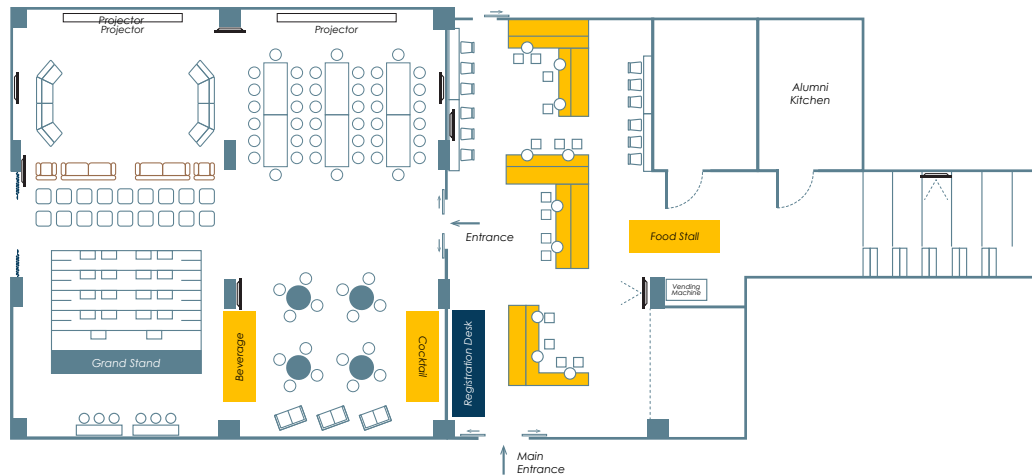 Projector
Projector
Projector
Alumni
Kitchen
Entrance
Food Stall
Vending
Machine
Grand Stand
Beverage
Cocktail
Registration Desk
Main
Entrance